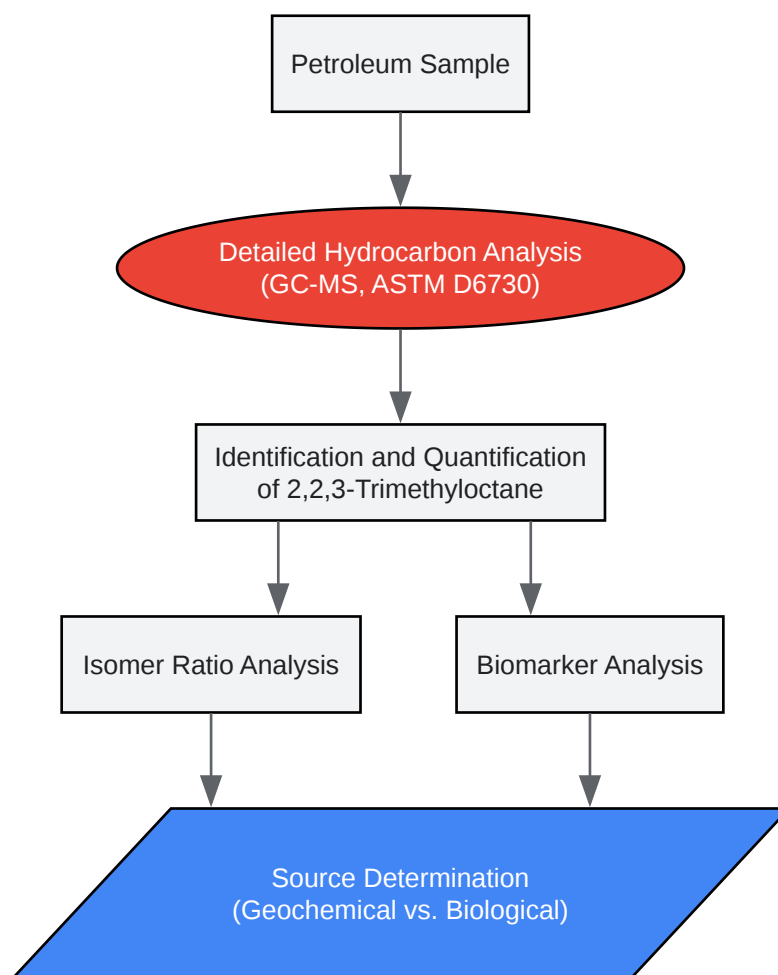 Petroleum Sample
Detailed Hydrocarbon Analysis
(GC-MS, ASTM D6730)
Identification and Quantification
of 2,2,3-Trimethyloctane
Isomer Ratio Analysis
Biomarker Analysis
Source Determination
(Geochemical vs. Biological)